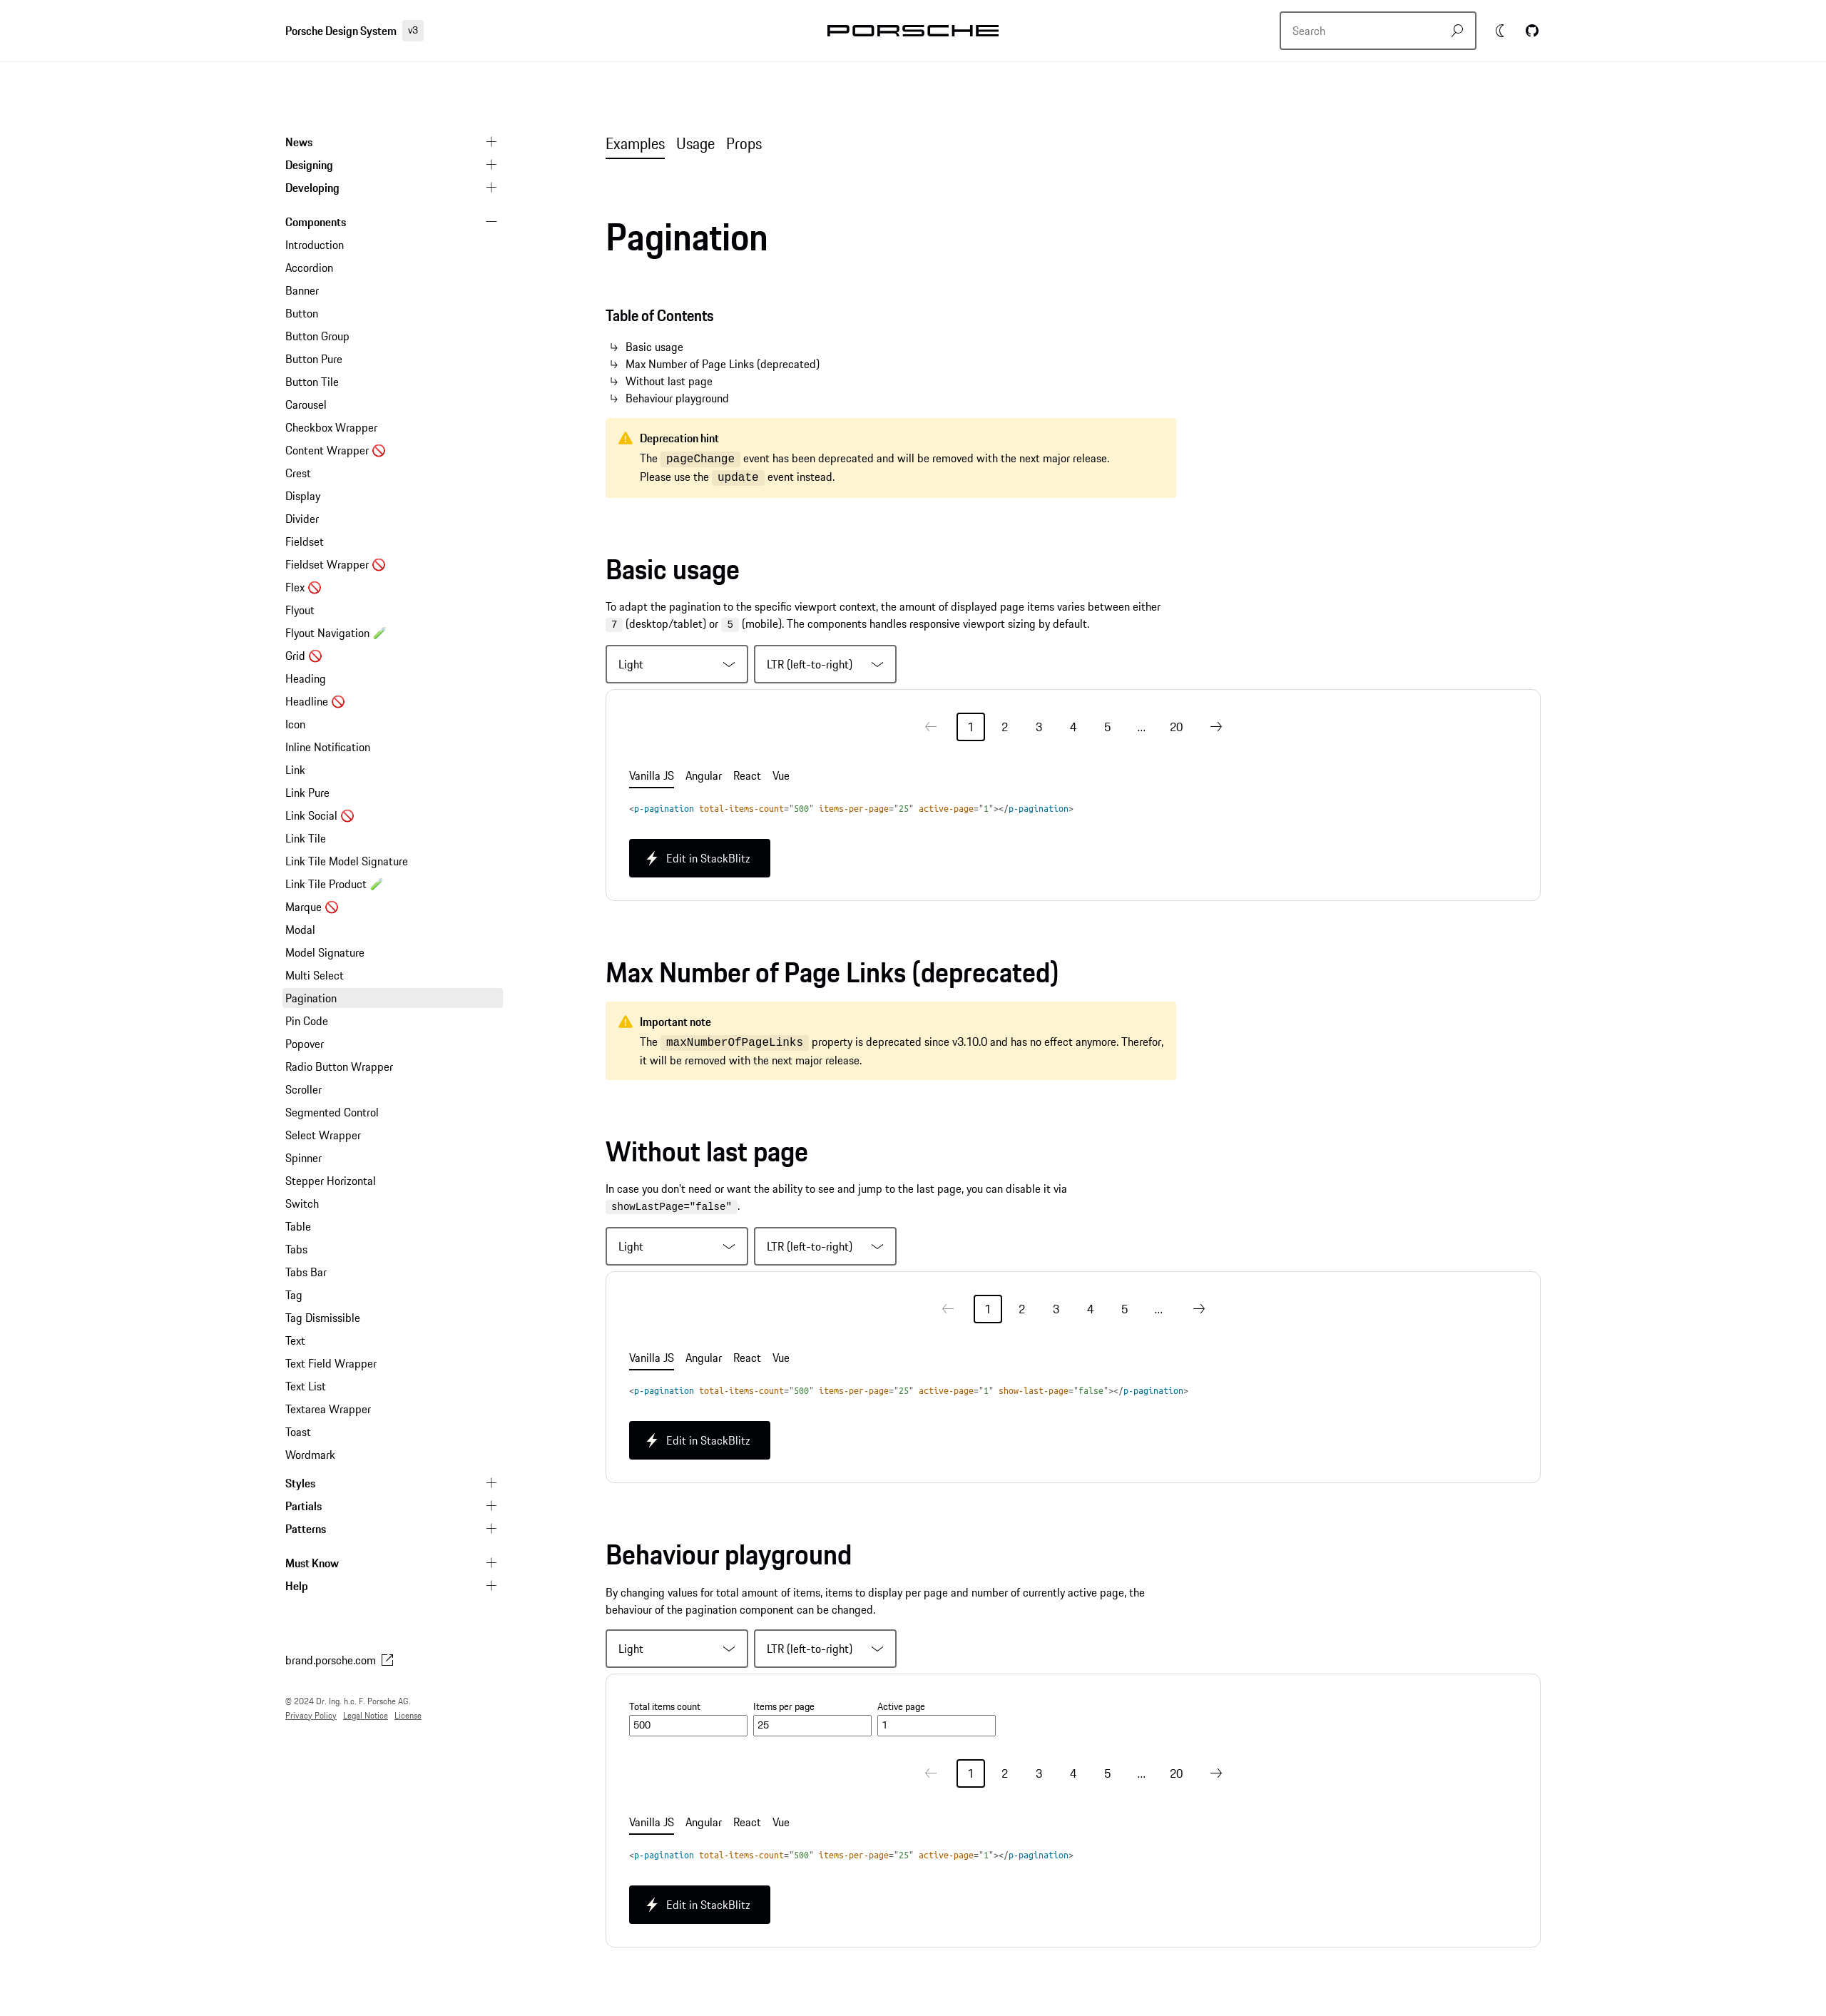 Porsche Design System v3
PORSCHE
Search
News
Designing
Developing
Components
Introduction
Accordion
Banner
Button
Button Group
Button Pure
Button Tile
Carousel
Checkbox Wrapper
Content Wrapper 🚫
Crest
Display
Divider
Fieldset
Fieldset Wrapper 🚫
Flex 🚫
Flyout
Flyout Navigation 🧪
Grid 🚫
Heading
Headline 🚫
Icon
Inline Notification
Link
Link Pure
Link Social 🚫
Link Tile
Link Tile Model Signature
Link Tile Product 🧪
Marque 🚫
Modal
Model Signature
Multi Select
Pagination
Pin Code
Popover
Radio Button Wrapper
Scroller
Segmented Control
Select Wrapper
Spinner
Stepper Horizontal
Switch
Table
Tabs
Tabs Bar
Tag
Tag Dismissible
Text
Text Field Wrapper
Text List
Textarea Wrapper
Toast
Wordmark
Styles
Partials
Patterns
Must Know
Help
brand.porsche.com
© 2024 Dr. Ing. h.c. F. Porsche AG.
Privacy Policy Legal Notice License
Examples Usage Props
Pagination
Table of Contents
↳ Basic usage
↳ Max Number of Page Links (deprecated)
↳ Without last page
↳ Behaviour playground
Deprecation hint
The pageChange event has been deprecated and will be removed with the next major release.
Please use the update event instead.
Basic usage
To adapt the pagination to the specific viewport context, the amount of displayed page items varies between either
7 (desktop/tablet) or 5 (mobile). The components handles responsive viewport sizing by default.
Light LTR (left-to-right)
1 2 3 4 5 ... 20
Vanilla JS Angular React Vue
<p-pagination total-items-count="500" items-per-page="25" active-page="1"></p-pagination>
Edit in StackBlitz
Max Number of Page Links (deprecated)
Important note
The maxNumberOfPageLinks property is deprecated since v3.10.0 and has no effect anymore. Therefor,
it will be removed with the next major release.
Without last page
In case you don't need or want the ability to see and jump to the last page, you can disable it via
showLastPage="false".
Light LTR (left-to-right)
1 2 3 4 5 ...
Vanilla JS Angular React Vue
<p-pagination total-items-count="500" items-per-page="25" active-page="1" show-last-page="false"></p-pagination>
Edit in StackBlitz
Behaviour playground
By changing values for total amount of items, items to display per page and number of currently active page, the
behaviour of the pagination component can be changed.
Light LTR (left-to-right)
Total items count Items per page Active page
500 25 1
1 2 3 4 5 ... 20
Vanilla JS Angular React Vue
<p-pagination total-items-count="500" items-per-page="25" active-page="1"></p-pagination>
Edit in StackBlitz